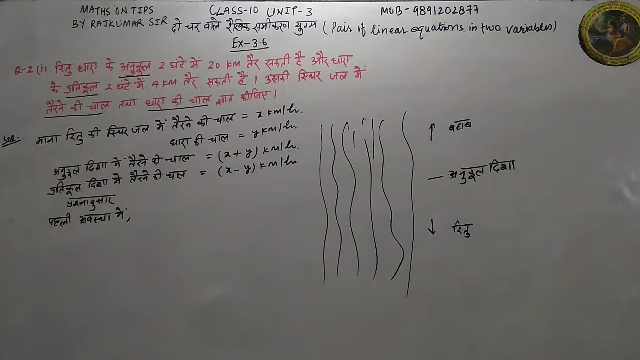 MATHS ON TIPS CLASS-10 UNIT-3 MOB-9891202877
BY RAJKUMAR SIR दो चर वाले रैखिक समीकरण युग्म (Pair of linear equations in two variables)
Ex-3.6
Q-2 (i) रितु धारा के अनुकूल 2 घंटे में 20 KM तैर सकती है और धारा
के प्रतिकूल 2 घंटे में 4 KM तैर सकती है। उसकी स्थिर जल में
तैरने की चाल तथा धारा की चाल ज्ञात कीजिए।
माना रितु की स्थिर जल में तैरने की चाल = x km/h.
धारा की चाल = y km/h.
अनुकूल दिशा में तैरने की चाल = (x+y) km/h
प्रतिकूल दिशा में तैरने की चाल = (x-y) km/h
प्रश्नानुसार
पहली अवस्था में,
↑ बहाव
— अनुकूल दिशा
↓ रितु